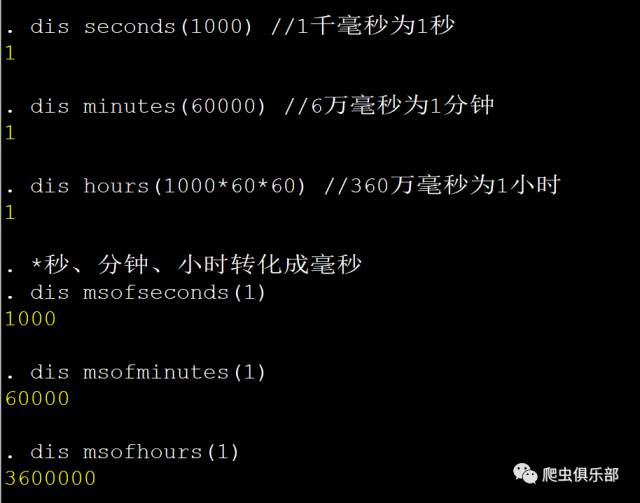 . dis seconds(1000) //1千毫秒为1秒
1
. dis minutes(60000) //6万毫秒为1分钟
1
. dis hours(1000*60*60) //360万毫秒为1小时
1
. *秒、分钟、小时转化成毫秒
. dis msofseconds(1)
1000
. dis msofminutes(1)
60000
. dis msofhours(1)
3600000
爬虫俱乐部